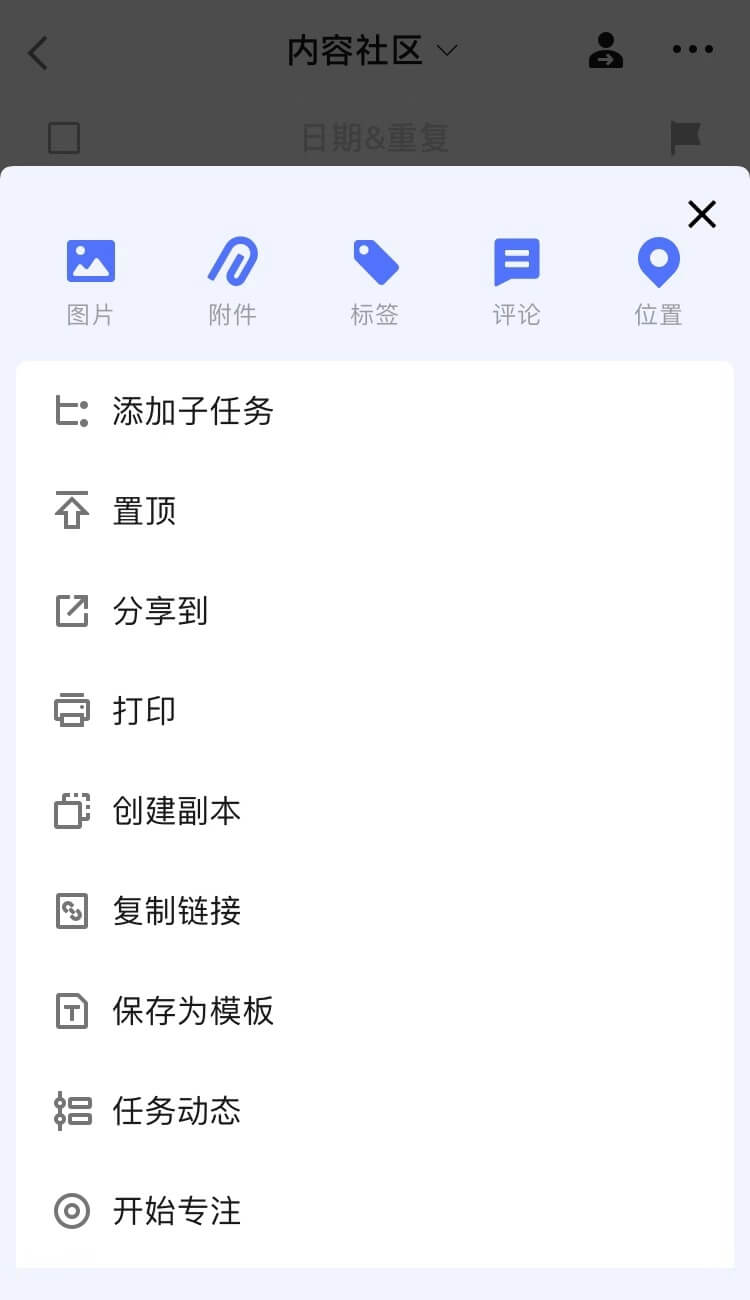 内容社区
日期&重复
图片 附件 标签 评论 位置
添加子任务
置顶
分享到
打印
创建副本
复制链接
保存为模板
任务动态
开始专注